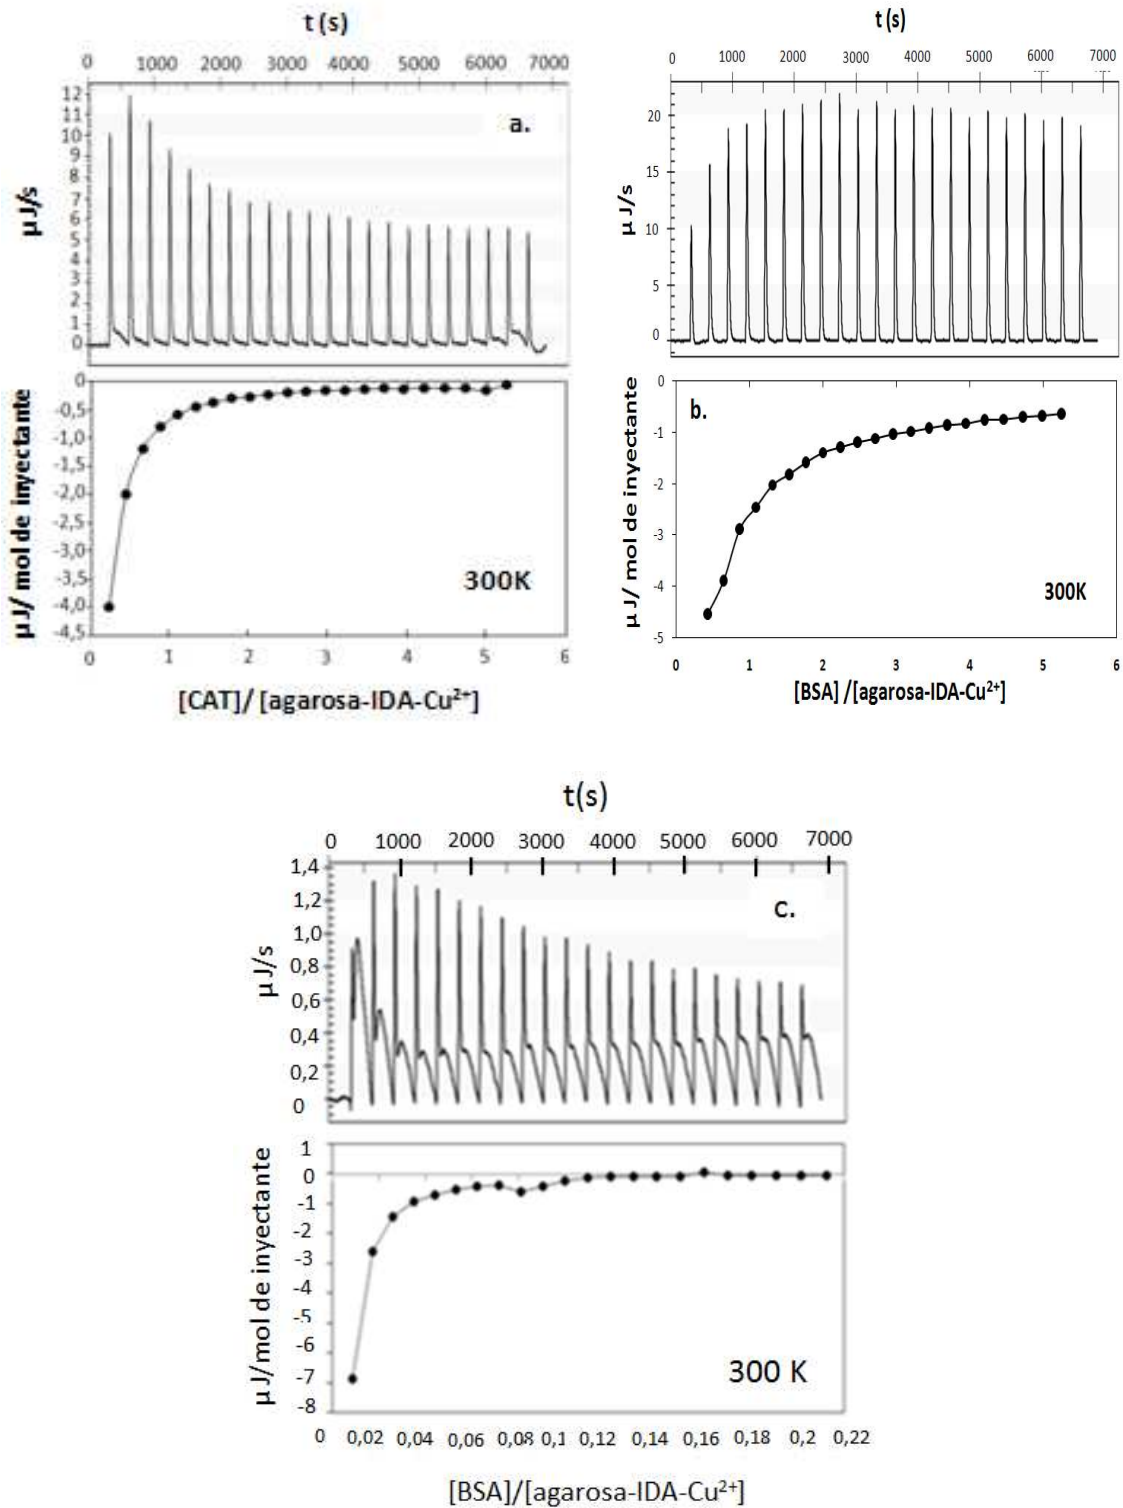 t (s)
0 1000 2000 3000 4000 5000 6000 7000
12
11
10
9
8
7
6
5
4
3
2
1
0
µJ/s
a.
0
-0,5
-1,0
-1,5
-2,0
-2,5
-3,0
-3,5
-4,0
-4,5
µJ/ mol de inyectante
300K
0 1 2 3 4 5 6
[CAT]/ [agarosa-IDA-Cu²⁺]
t (s)
0 1000 2000 3000 4000 5000 6000 7000
20
15
10
5
0
µJ/s
0
-1
-2
-3
-4
-5
µJ/ mol de inyectante
b.
300K
0 1 2 3 4 5 6
[BSA] /[agarosa-IDA-Cu²⁺]
t(s)
0 1000 2000 3000 4000 5000 6000 7000
1,4
1,2
1,0
0,8
0,6
0,4
0,2
0
µJ/s
c.
1
0
-1
-2
-3
-4
-5
-6
-7
-8
µJ/mol de inyectante
300 K
0 0,02 0,04 0,06 0,08 0,1 0,12 0,14 0,16 0,18 0,2 0,22
[BSA]/[agarosa-IDA-Cu²⁺]